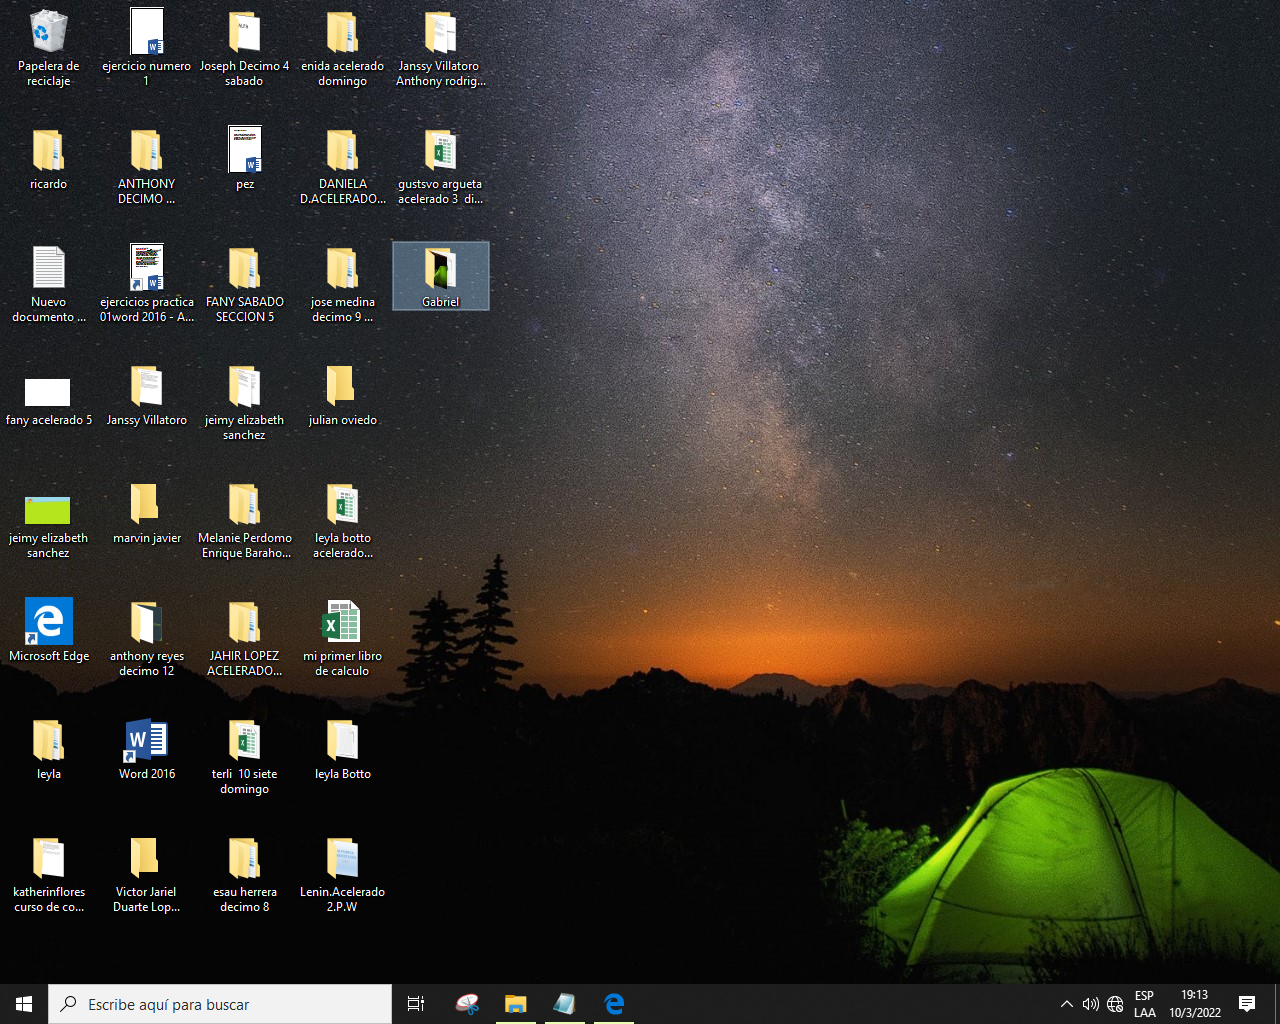 Papelera de
reciclaje
ejercicio numero
1
Joseph Decimo 4
sabado
enida acelerado
domingo
Janssy Villatoro
Anthony rodrig...
ricardo
ANTHONY
DECIMO ...
pez
DANIELA
D.ACELERADO...
gustsvo argueta
acelerado 3 di...
Nuevo
documento ...
ejercicios practica
01word 2016 - A...
FANY SABADO
SECCION 5
jose medina
decimo 9 ...
Gabriel
fany acelerado 5
Janssy Villatoro
jeimy elizabeth
sanchez
julian oviedo
jeimy elizabeth
sanchez
marvin javier
Melanie Perdomo
Enrique Baraho...
leyla botto
acelerado...
Microsoft Edge
anthony reyes
decimo 12
JAHIR LOPEZ
ACELERADO...
mi primer libro
de calculo
leyla
Word 2016
terli 10 siete
domingo
leyla Botto
katherinflores
curso de co...
Victor Jariel
Duarte Lop...
esau herrera
decimo 8
Lenin.Acelerado
2.P.W
Escribe aquí para buscar
ESP
LAA
19:13
10/3/2022